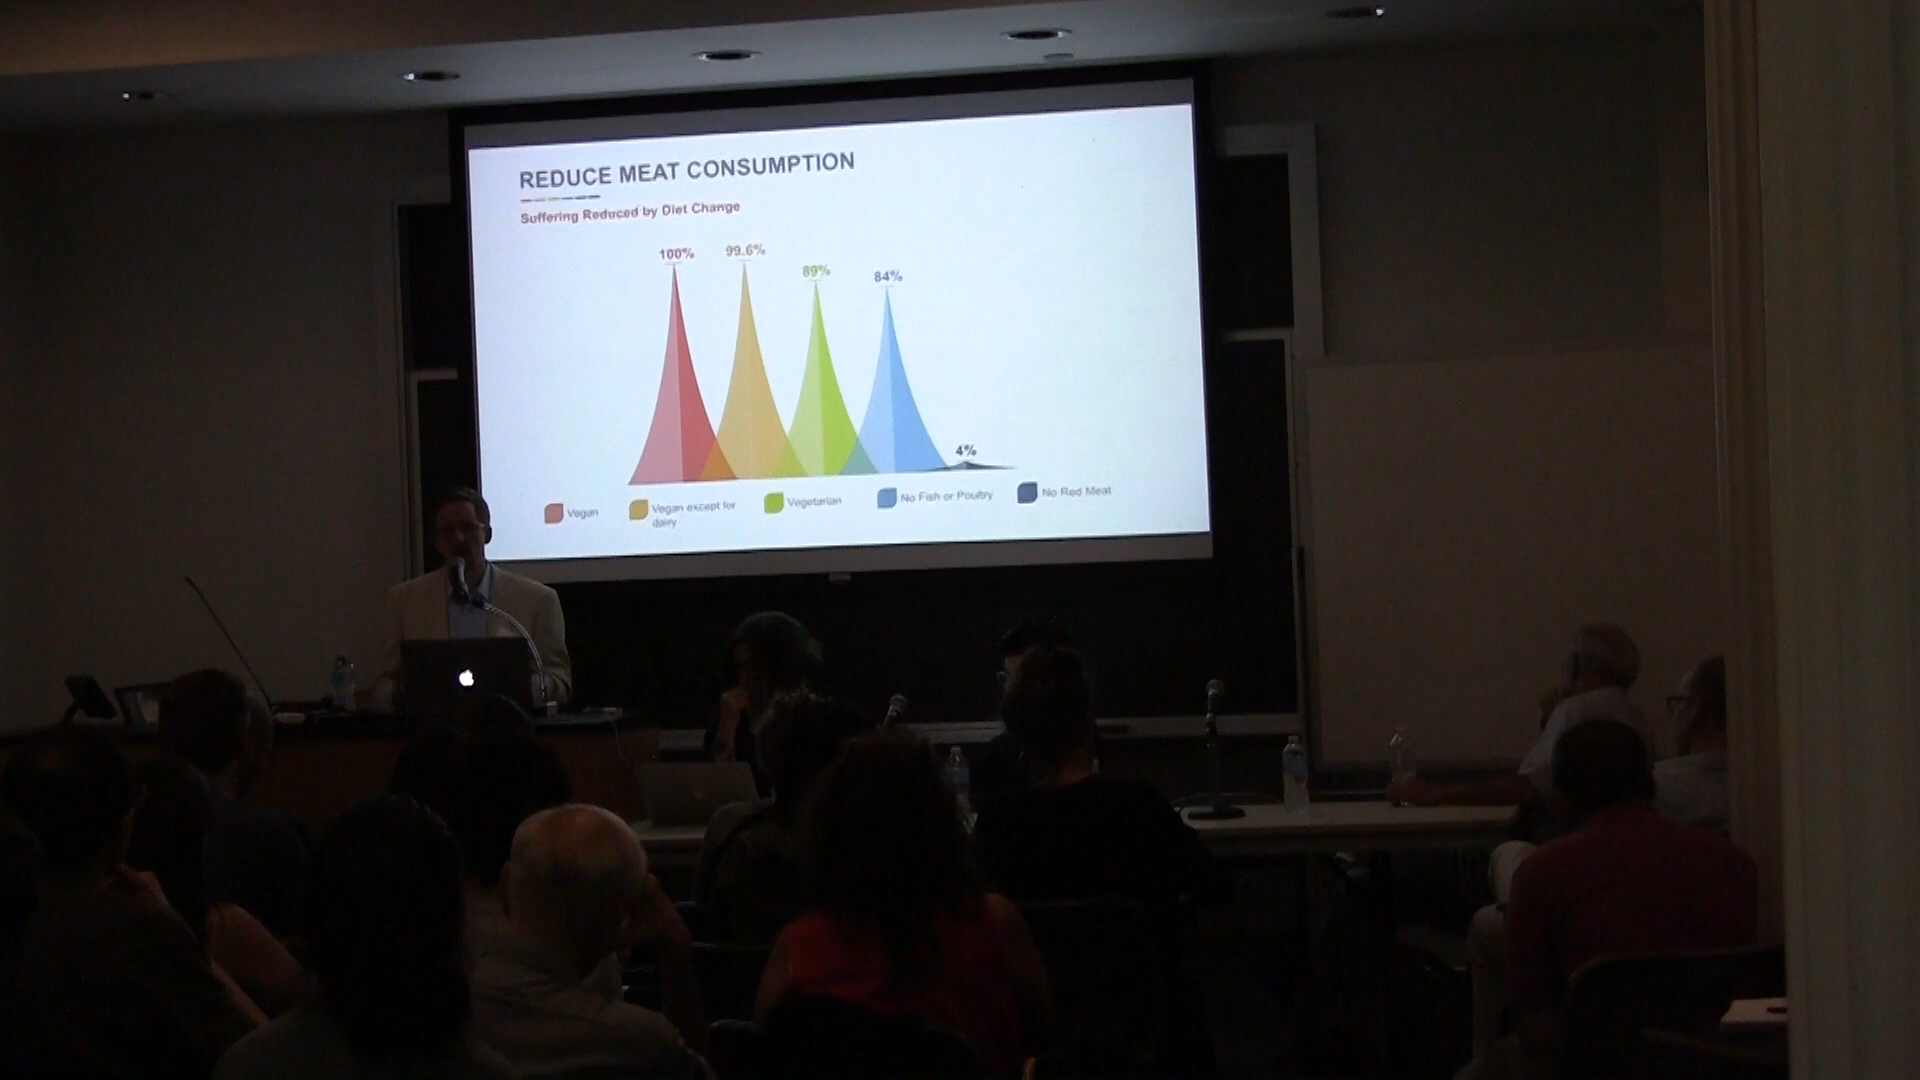 REDUCE MEAT CONSUMPTION
Suffering Reduced by Diet Change
100%
99.6%
89%
84%
4%
Vegan
Vegan except for
dairy
Vegetarian
No Fish or Poultry
No Red Meat